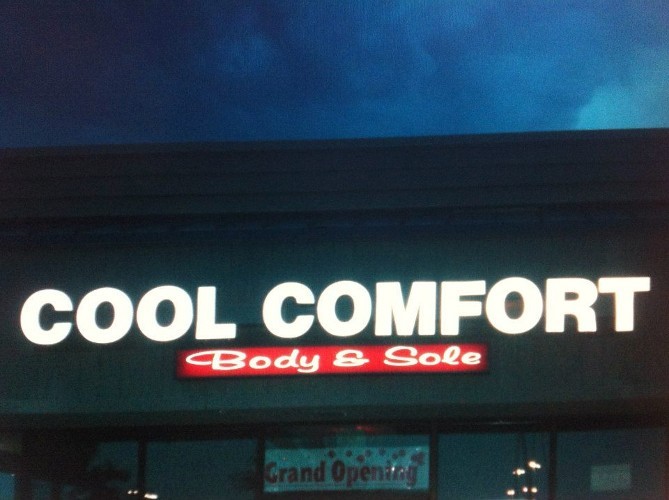 COOL COMFORT
Body & Sole
Grand Opening